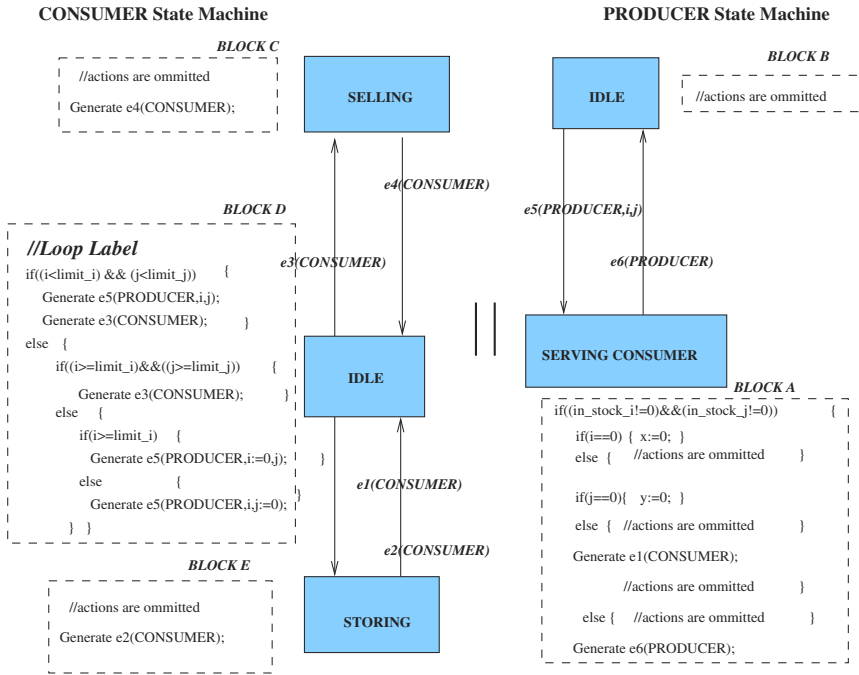 CONSUMER State Machine
PRODUCER State Machine
BLOCK C
//actions are ommitted
Generate e4(CONSUMER);
SELLING
IDLE
BLOCK B
//actions are ommitted
e4(CONSUMER)
e5(PRODUCER,i,j)
e6(PRODUCER)
e3(CONSUMER)
BLOCK D
//Loop Label
if((i<limit_i) && (j<limit_j)) {
Generate e5(PRODUCER,i,j);
Generate e3(CONSUMER); }
else {
if((i>=limit_i)&&((j>=limit_j)) {
Generate e3(CONSUMER); }
else {
if(i>=limit_i) {
Generate e5(PRODUCER,i:=0,j); }
else {
Generate e5(PRODUCER,i,j:=0); }
} }
IDLE
||
SERVING CONSUMER
BLOCK A
if((in_stock_i!=0)&&(in_stock_j!=0)) {
if(i==0) { x:=0; }
else { //actions are ommitted }
if(j==0){ y:=0; }
else { //actions are ommitted }
Generate e1(CONSUMER);
//actions are ommitted }
else { //actions are ommitted }
Generate e6(PRODUCER);
e1(CONSUMER)
e2(CONSUMER)
BLOCK E
//actions are ommitted
Generate e2(CONSUMER);
STORING